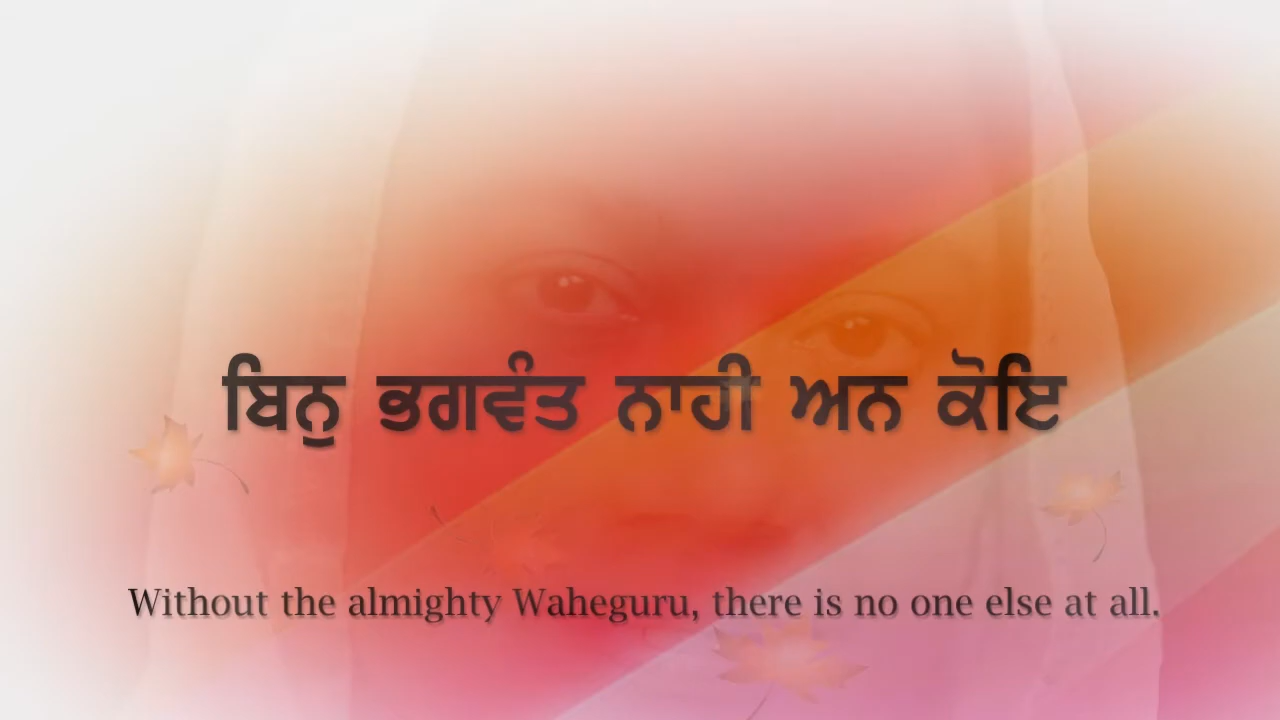 ਬਿਨੁ ਭਗਵੰਤ ਨਾਹੀ ਅਨ ਕੋਇ
Without the almighty Waheguru, there is no one else at all.